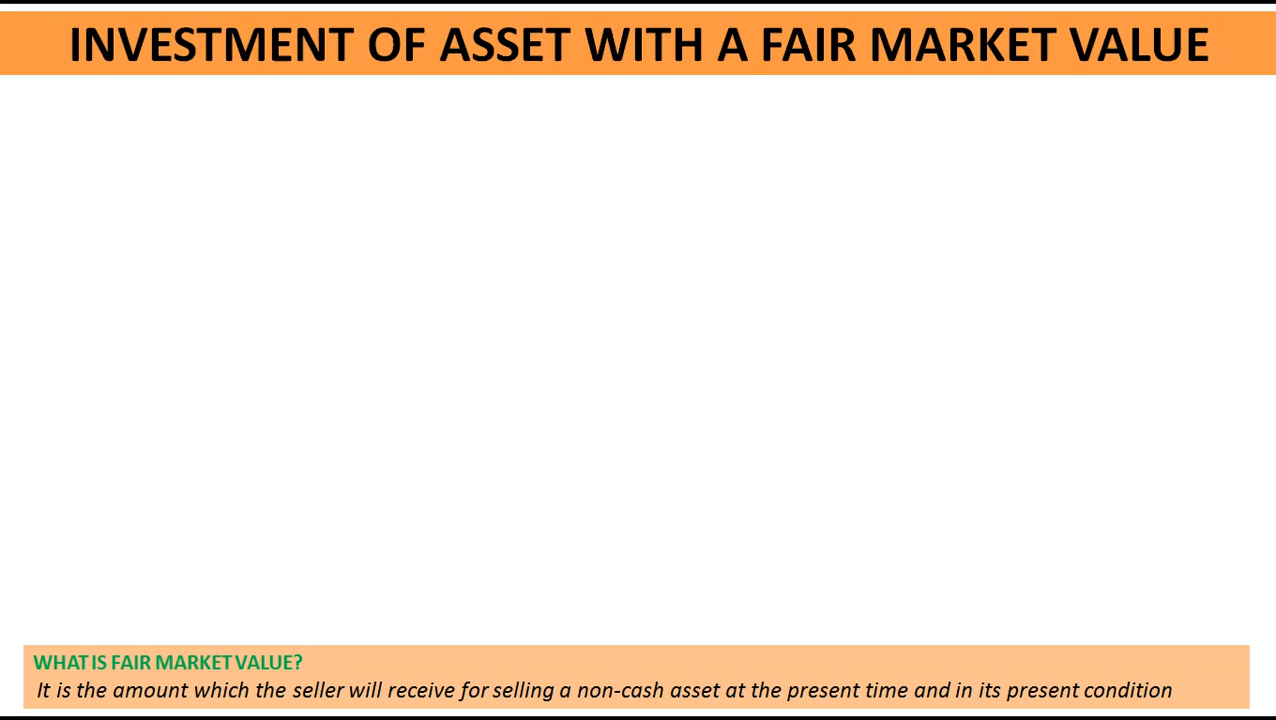 INVESTMENT OF ASSET WITH A FAIR MARKET VALUE
WHAT IS FAIR MARKET VALUE?
It is the amount which the seller will receive for selling a non-cash asset at the present time and in its present condition